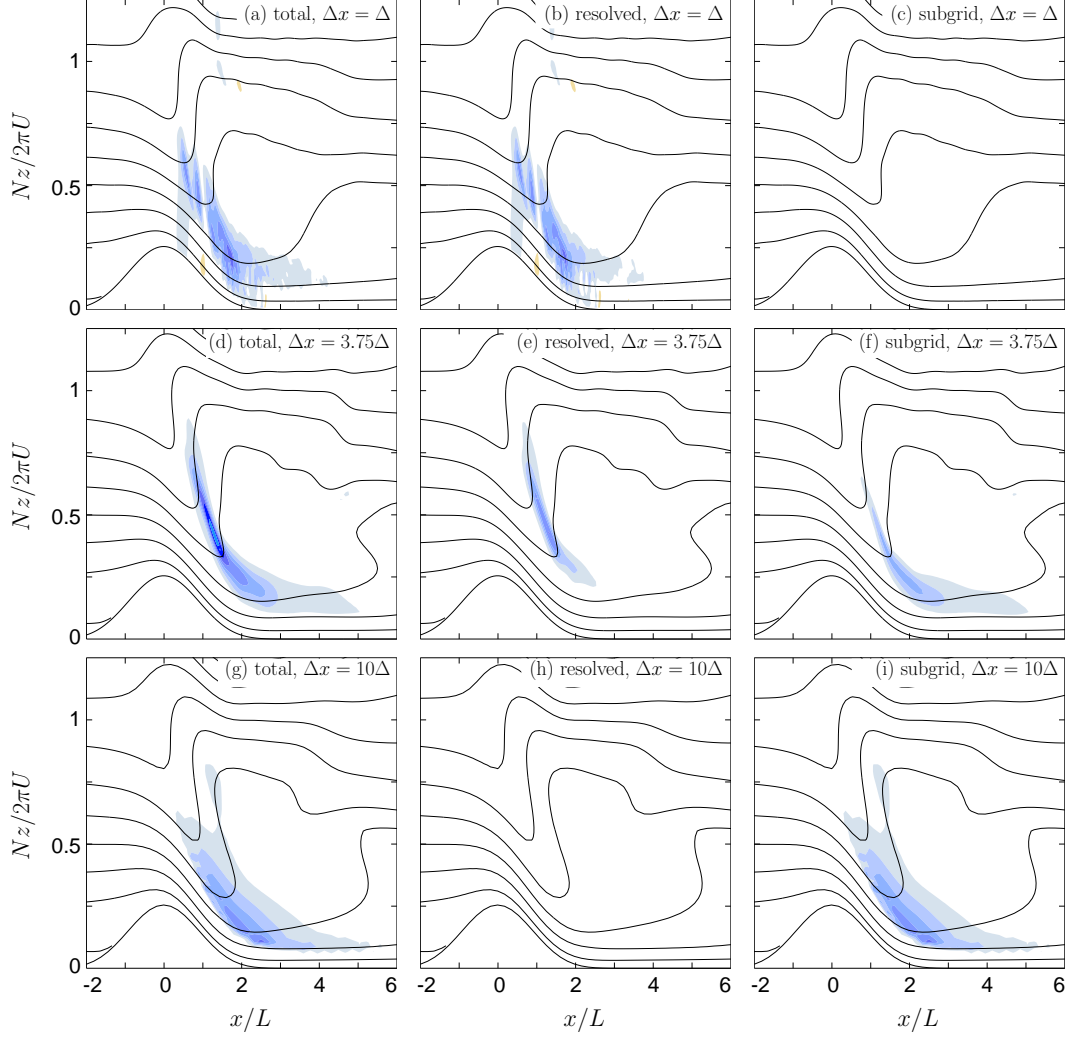 (a) total, Δx = Δ
(b) resolved, Δx = Δ
(c) subgrid, Δx = Δ
Nz/2πU
1
0.5
0
(d) total, Δx = 3.75Δ
(e) resolved, Δx = 3.75Δ
(f) subgrid, Δx = 3.75Δ
Nz/2πU
1
0.5
0
(g) total, Δx = 10Δ
(h) resolved, Δx = 10Δ
(i) subgrid, Δx = 10Δ
Nz/2πU
1
0.5
0
-2 0 2 4 6
-2 0 2 4 6
-2 0 2 4 6
x/L
x/L
x/L